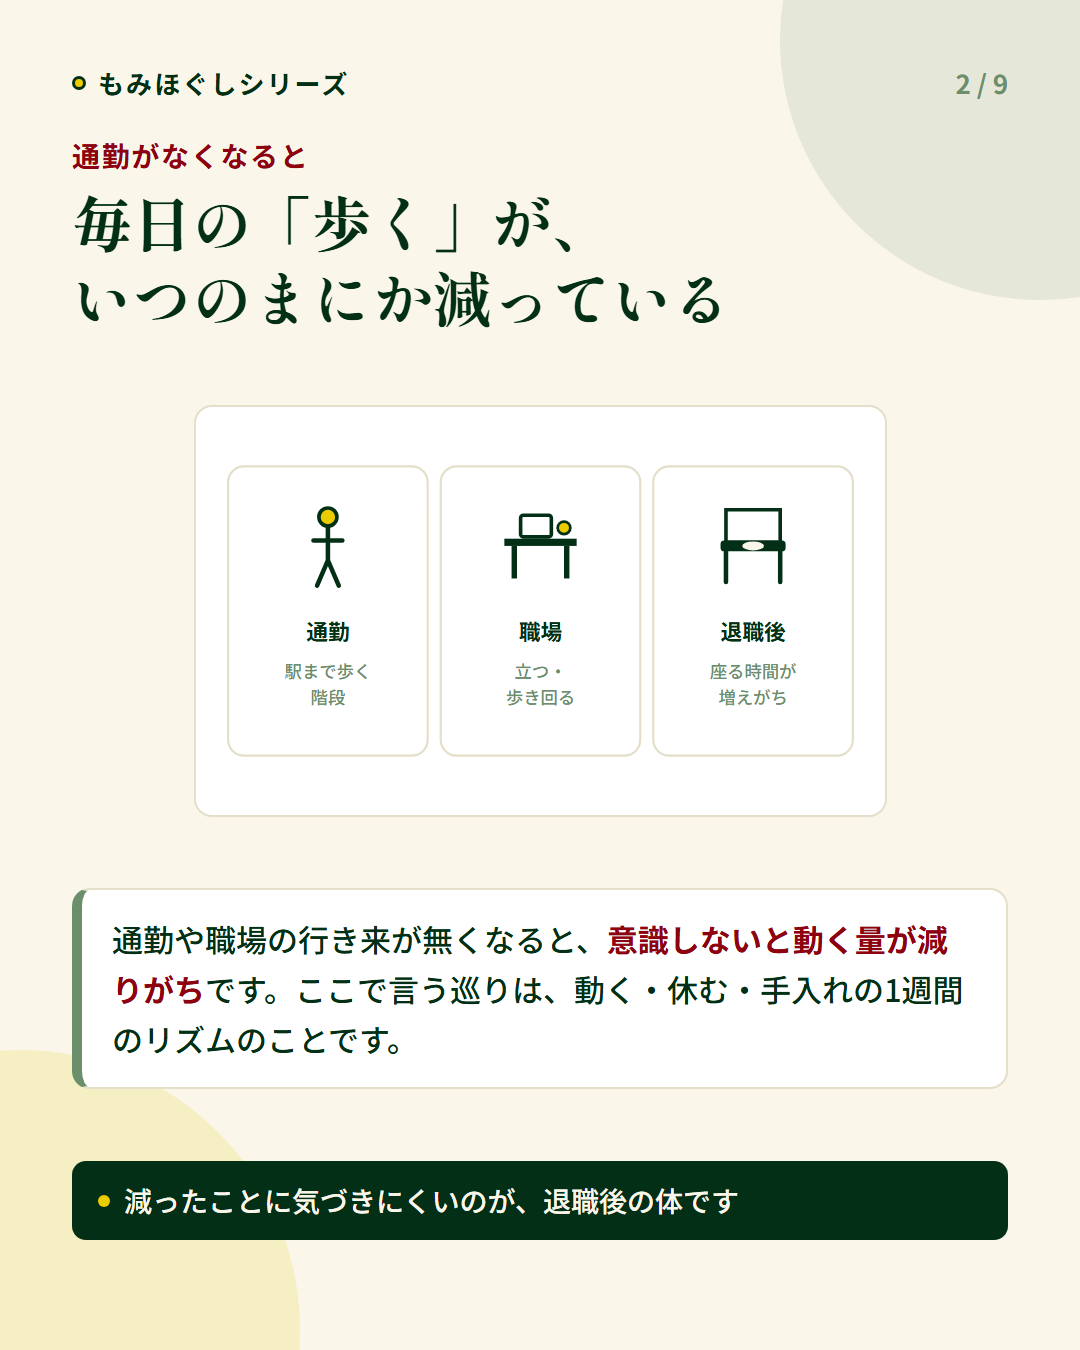 もみほぐしシリーズ
2 / 9
通勤がなくなると
毎日の「歩く」が、
いつのまにか減っている
通勤
駅まで歩く
階段
職場
立つ・
歩き回る
退職後
座る時間が
増えがち
通勤や職場の行き来が無くなると、意識しないと動く量が減
りがちです。ここで言う巡りは、動く・休む・手入れの1週間
のリズムのことです。
減ったことに気づきにくいのが、退職後の体です